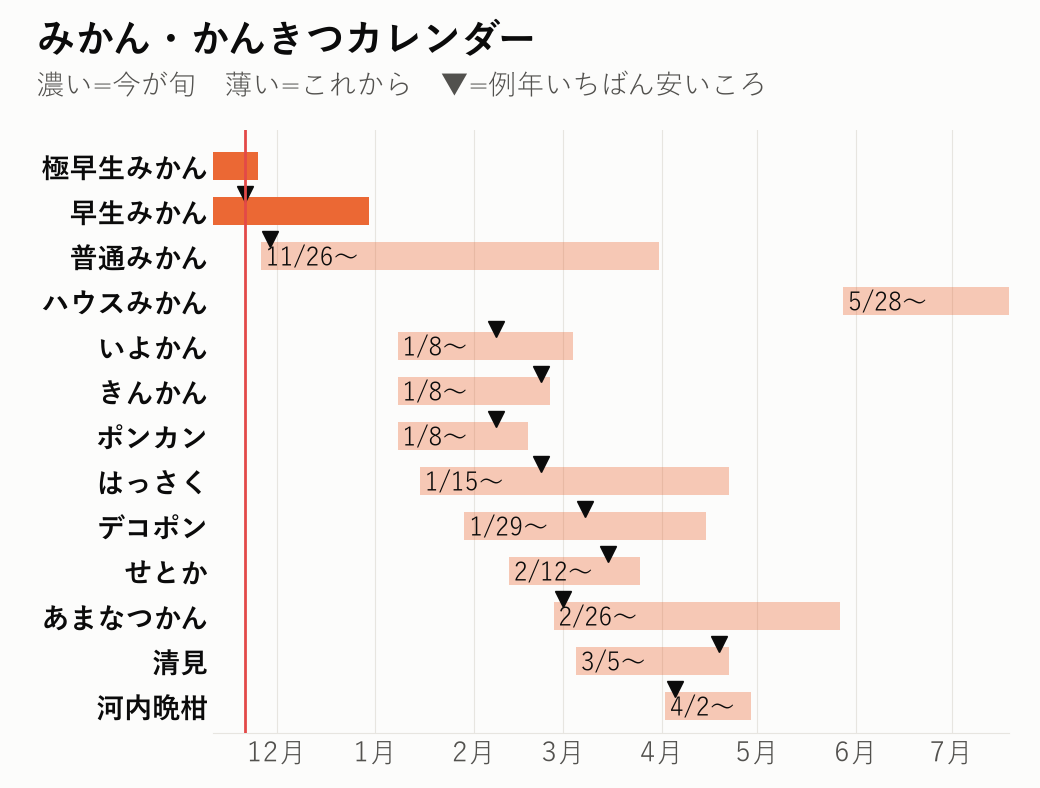 みかん・かんきつカレンダー
濃い=今が旬　薄い=これから　▼=例年いちばん安いころ
極早生みかん
早生みかん
普通みかん 11/26～
ハウスみかん 5/28～
いよかん 1/8～
きんかん 1/8～
ポンカン 1/8～
はっさく 1/15～
デコポン 1/29～
せとか 2/12～
あまなつかん 2/26～
清見 3/5～
河内晩柑 4/2～
12月 1月 2月 3月 4月 5月 6月 7月